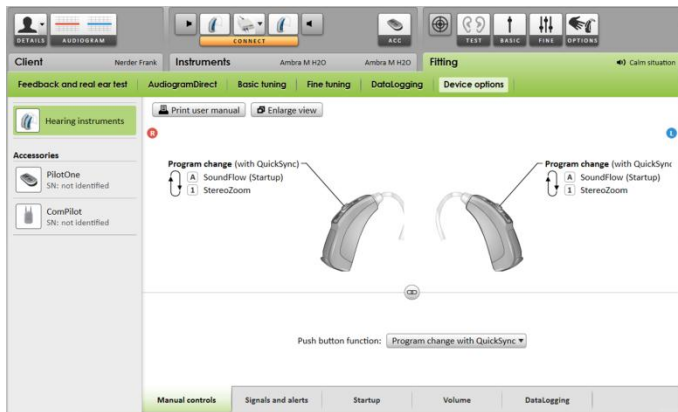 DETAILS AUDIOGRAM CONNECT ACC TEST BASIC FINE OPTIONS
Client Nerder Frank Instruments Ambra M H2O Ambra M H2O Fitting Calm situation
Feedback and real ear test AudiogramDirect Basic tuning Fine tuning DataLogging Device options
Print user manual Enlarge view
Hearing instruments
R L
Accessories
PilotOne
SN: not identified
ComPilot
SN: not identified
Program change (with QuickSync)
A SoundFlow (Startup)
1 StereoZoom
Program change (with QuickSync
A SoundFlow (Startup)
1 StereoZoom
Push button function: Program change with QuickSync
Manual controls Signals and alerts Startup Volume DataLogging